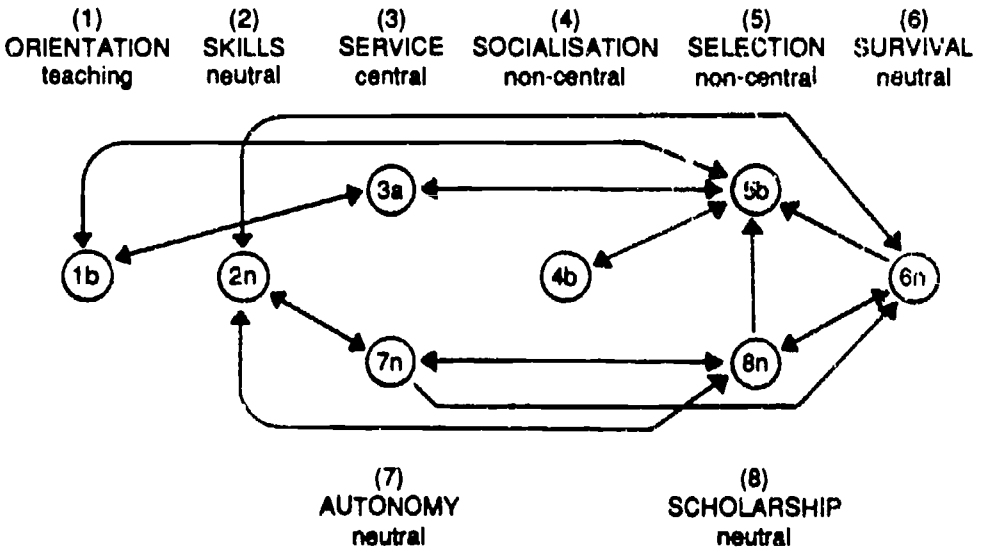 (1) (2) (3) (4) (5) (6)
ORIENTATION SKILLS SERVICE SOCIALISATION SELECTION SURVIVAL
teaching neutral central non-central non-central neutral
3a 5b
1b 2n 4b 6n
7n 8n
(7) (8)
AUTONOMY SCHOLARSHIP
neutral neutral